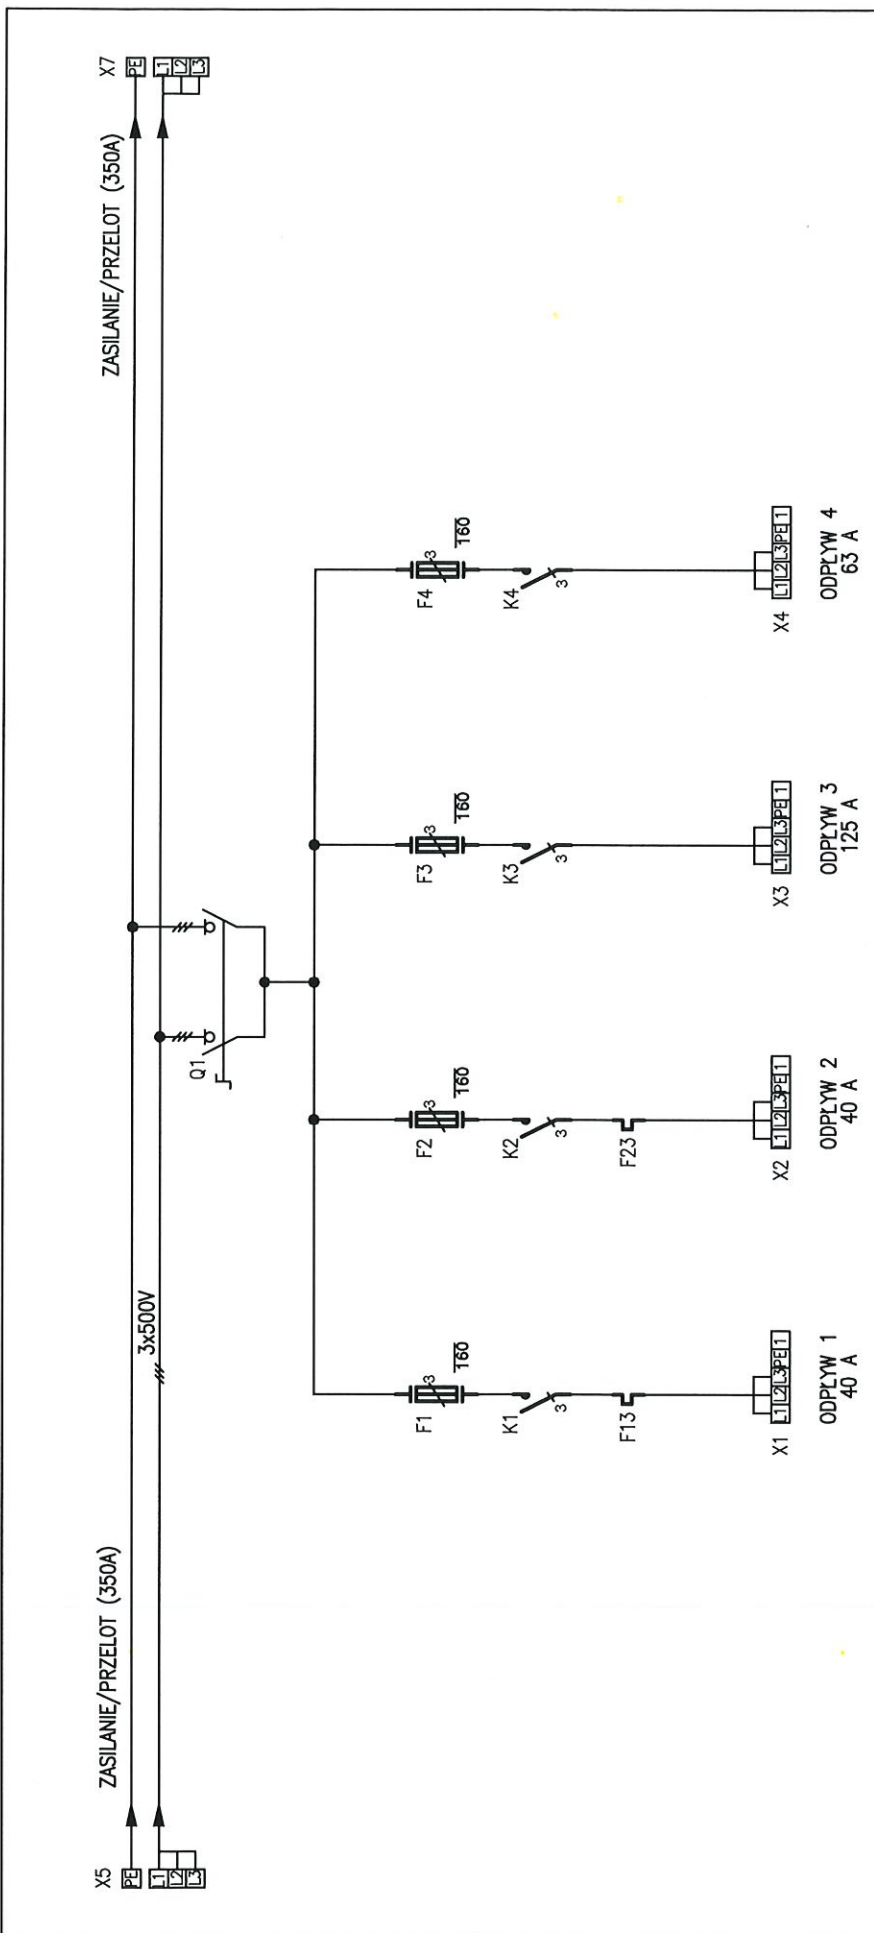 X5
PE
L1
L2
L3
ZASILANIE/PRZELOT (350A)
3x500V
ZASILANIE/PRZELOT (350A)
X7
PE
L1
L2
L3
Q1
F1
3
160
F2
3
160
F3
3
160
F4
3
160
K1
3
K2
3
K3
3
K4
3
F13
F23
X1
L1 L2 L3 PE 1
X2
L1 L2 L3 PE 1
X3
L1 L2 L3 PE 1
X4
L1 L2 L3 PE 1
ODPŁYW 1
40 A
ODPŁYW 2
40 A
ODPŁYW 3
125 A
ODPŁYW 4
63 A